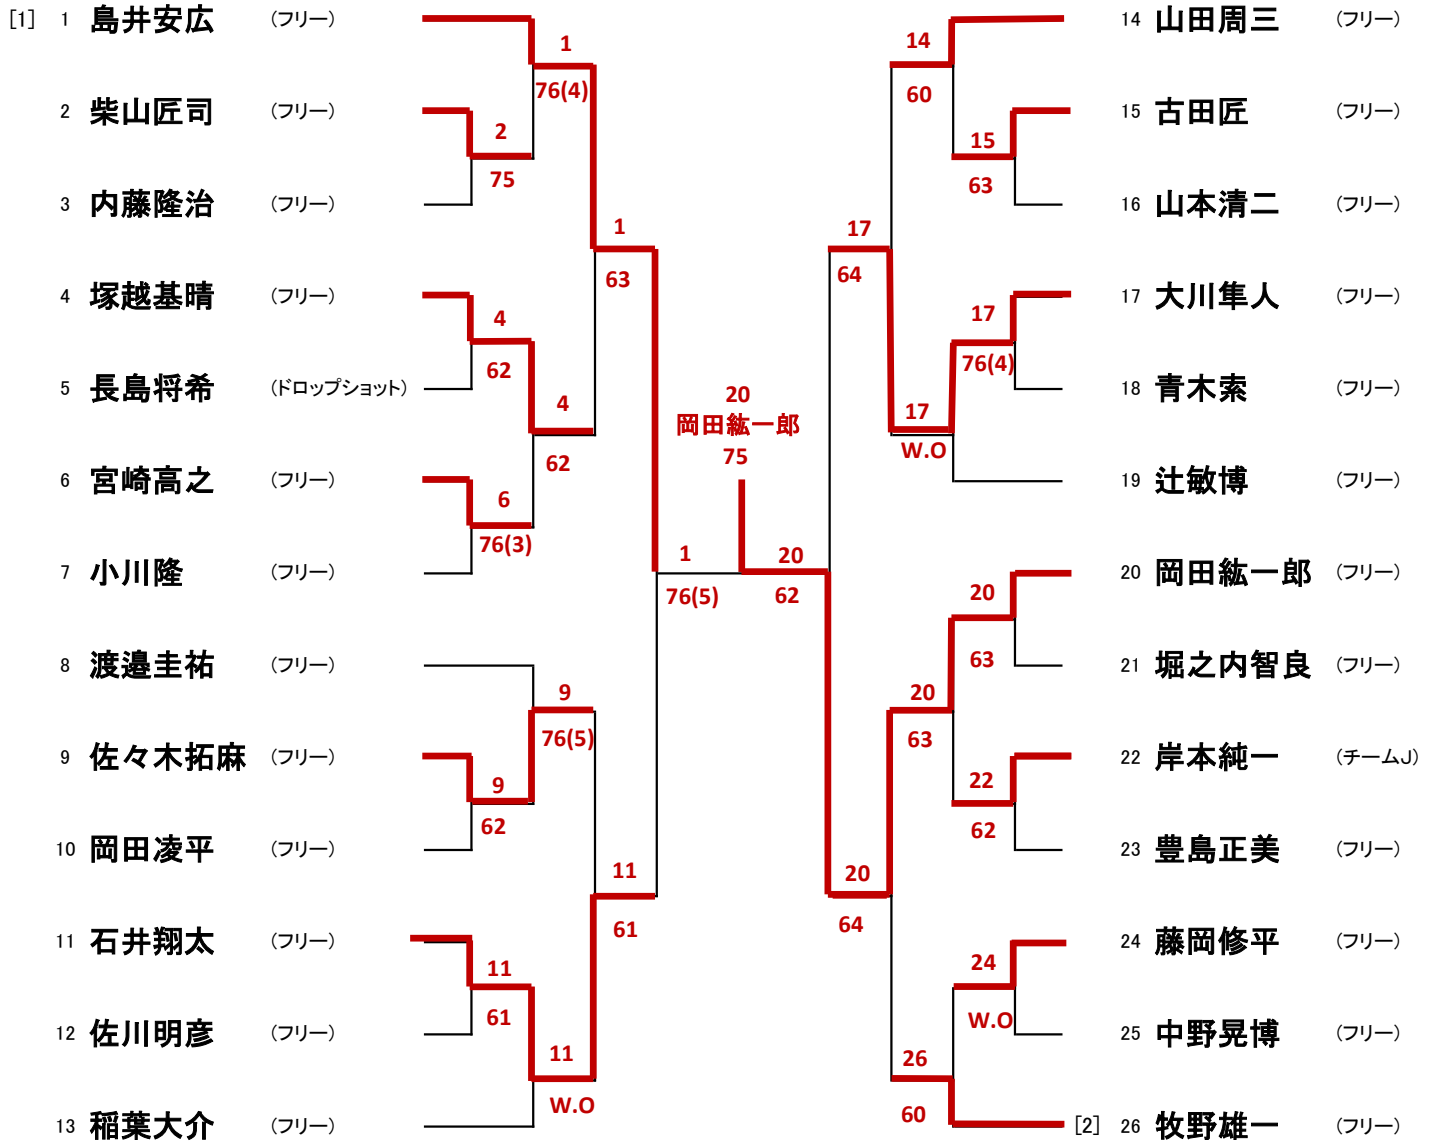 [1] 1 島井安広 (フリー)
2 柴山匠司 (フリー)
3 内藤隆治 (フリー)
4 塚越基晴 (フリー)
5 長島将希 (ドロップショット)
6 宮崎高之 (フリー)
7 小川隆 (フリー)
8 渡邉圭祐 (フリー)
9 佐々木拓麻 (フリー)
10 岡田凌平 (フリー)
11 石井翔太 (フリー)
12 佐川明彦 (フリー)
13 稲葉大介 (フリー)
2
75
4
62
6
76(3)
9
62
11
61
1
76(4)
4
62
9
76(5)
11
W.O
1
63
11
61
1
76(5)
20
岡田紘一郎
75
20
62
17
64
20
64
14
60
17
W.O
20
63
26
60
15
63
17
76(4)
20
63
22
62
24
W.O
14 山田周三 (フリー)
15 古田匠 (フリー)
16 山本清二 (フリー)
17 大川隼人 (フリー)
18 青木索 (フリー)
19 辻敏博 (フリー)
20 岡田紘一郎 (フリー)
21 堀之内智良 (フリー)
22 岸本純一 (チームJ)
23 豊島正美 (フリー)
24 藤岡修平 (フリー)
25 中野晃博 (フリー)
[2] 26 牧野雄一 (フリー)